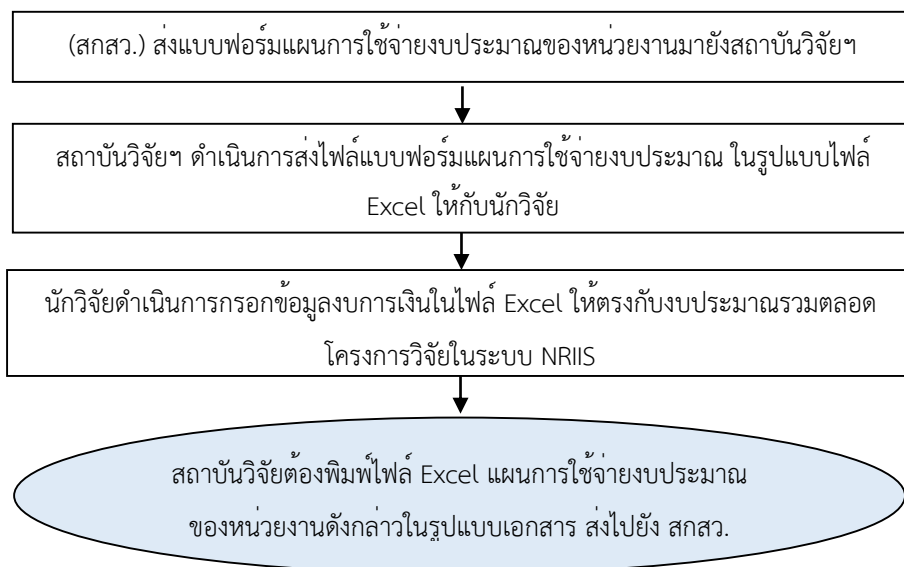 (สกสว.) ส่งแบบฟอร์มแผนการใช้จ่ายงบประมาณของหน่วยงานมายังสถาบันวิจัยฯ
สถาบันวิจัยฯ ดำเนินการส่งไฟล์แบบฟอร์มแผนการใช้จ่ายงบประมาณ ในรูปแบบไฟล์
Excel ให้กับนักวิจัย
นักวิจัยดำเนินการกรอกข้อมูลงบการเงินในไฟล์ Excel ให้ตรงกับงบประมาณรวมตลอด
โครงการวิจัยในระบบ NRIIS
สถาบันวิจัยต้องพิมพ์ไฟล์ Excel แผนการใช้จ่ายงบประมาณ
ของหน่วยงานดังกล่าวในรูปแบบเอกสาร ส่งไปยัง สกสว.